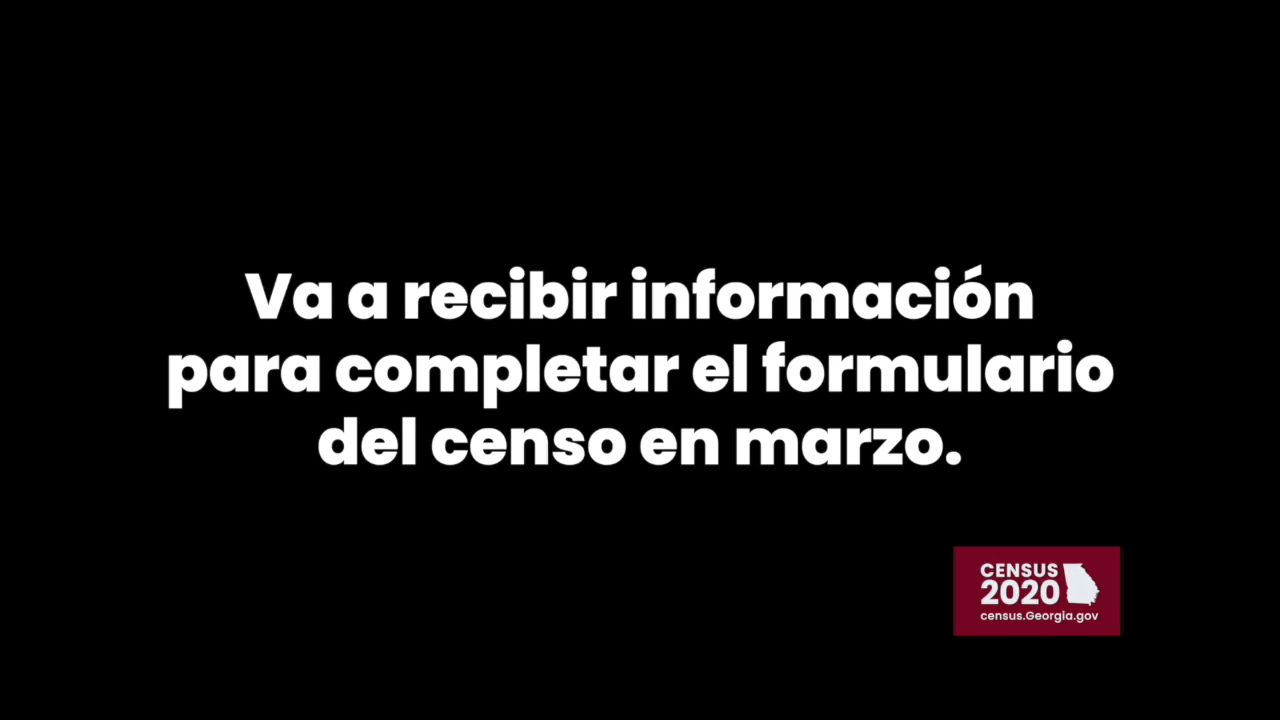 Va a recibir información
para completar el formulario
del censo en marzo.
CENSUS
2020
census.Georgia.gov